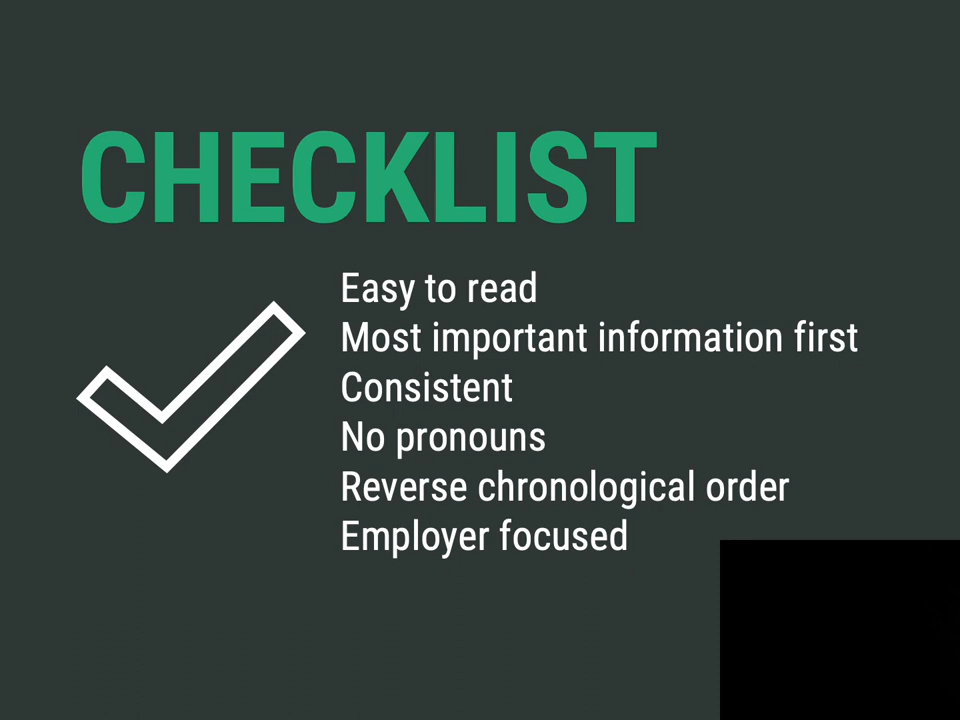 CHECKLIST
Easy to read
Most important information first
Consistent
No pronouns
Reverse chronological order
Employer focused